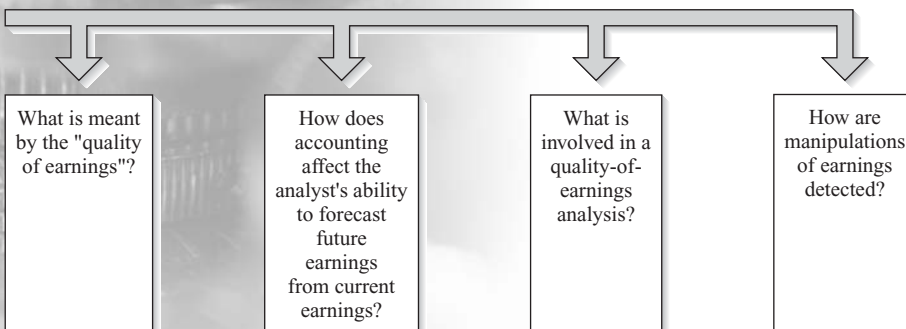 What is meant
by the "quality
of earnings"?
How does
accounting
affect the
analyst's ability
to forecast
future
earnings
from current
earnings?
What is
involved in a
quality-of-
earnings
analysis?
How are
manipulations
of earnings
detected?